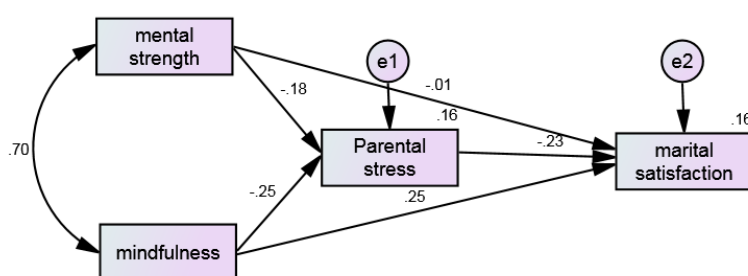 mental
strength
e1
e2
-.01
-.18
.16
.16
Parental
stress
-.23
marital
satisfaction
.70
-.25
.25
mindfulness